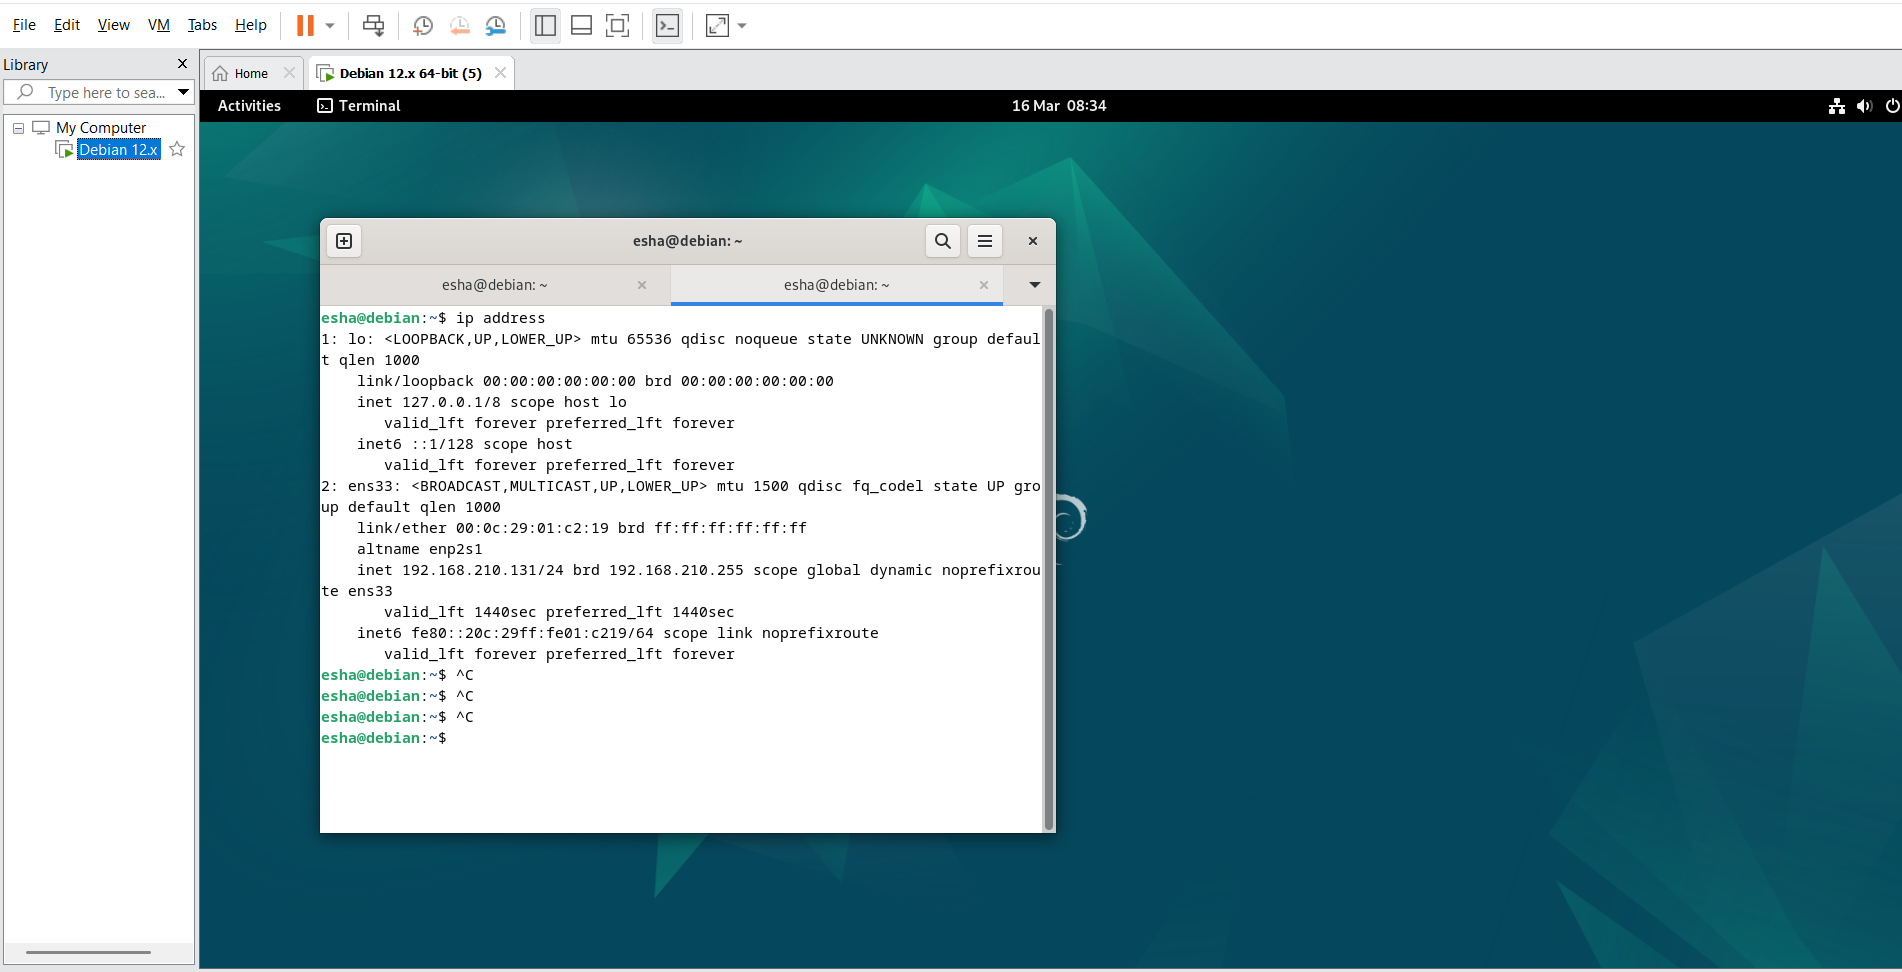 File Edit View VM Tabs Help
Library
Type here to sea...
My Computer
Debian 12.x
Home
Debian 12.x 64-bit (5)
Activities Terminal 16 Mar 08:34
esha@debian: ~
esha@debian: ~ esha@debian: ~
esha@debian:~$ ip address
1: lo: <LOOPBACK,UP,LOWER_UP> mtu 65536 qdisc noqueue state UNKNOWN group defaul
t qlen 1000
    link/loopback 00:00:00:00:00:00 brd 00:00:00:00:00:00
    inet 127.0.0.1/8 scope host lo
       valid_lft forever preferred_lft forever
    inet6 ::1/128 scope host
       valid_lft forever preferred_lft forever
2: ens33: <BROADCAST,MULTICAST,UP,LOWER_UP> mtu 1500 qdisc fq_codel state UP gro
up default qlen 1000
    link/ether 00:0c:29:01:c2:19 brd ff:ff:ff:ff:ff:ff
    altname enp2s1
    inet 192.168.210.131/24 brd 192.168.210.255 scope global dynamic noprefixrou
te ens33
       valid_lft 1440sec preferred_lft 1440sec
    inet6 fe80::20c:29ff:fe01:c219/64 scope link noprefixroute
       valid_lft forever preferred_lft forever
esha@debian:~$ ^C
esha@debian:~$ ^C
esha@debian:~$ ^C
esha@debian:~$